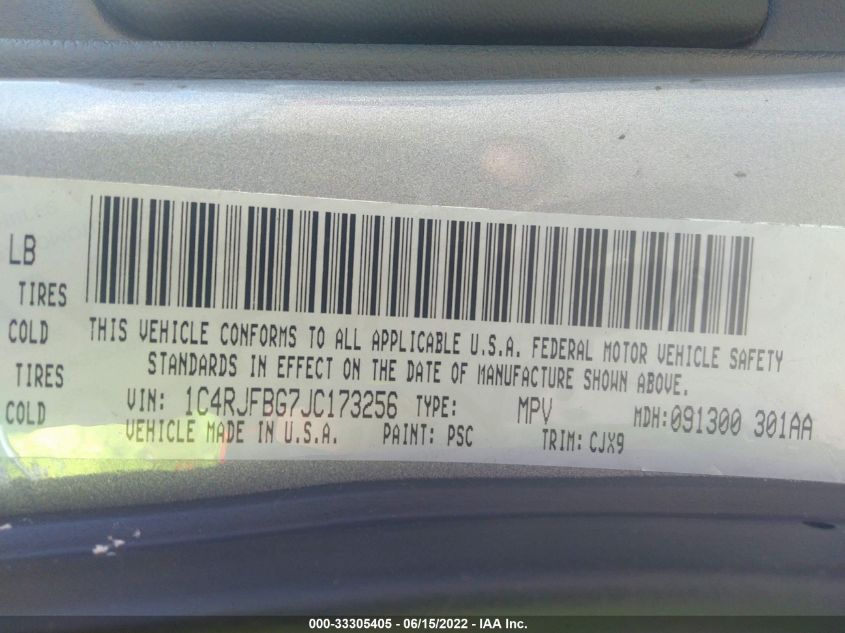 LB
TIRES
COLD
TIRES
COLD
THIS VEHICLE CONFORMS TO ALL APPLICABLE U.S.A. FEDERAL MOTOR VEHICLE SAFETY
STANDARDS IN EFFECT ON THE DATE OF MANUFACTURE SHOWN ABOVE.
VIN: 1C4RJFBG7JC173256 TYPE: MPV MDH:091300 301AA
VEHICLE MADE IN U.S.A. PAINT: PSC TRIM: CJX9
000-33305405 - 06/15/2022 - IAA Inc.